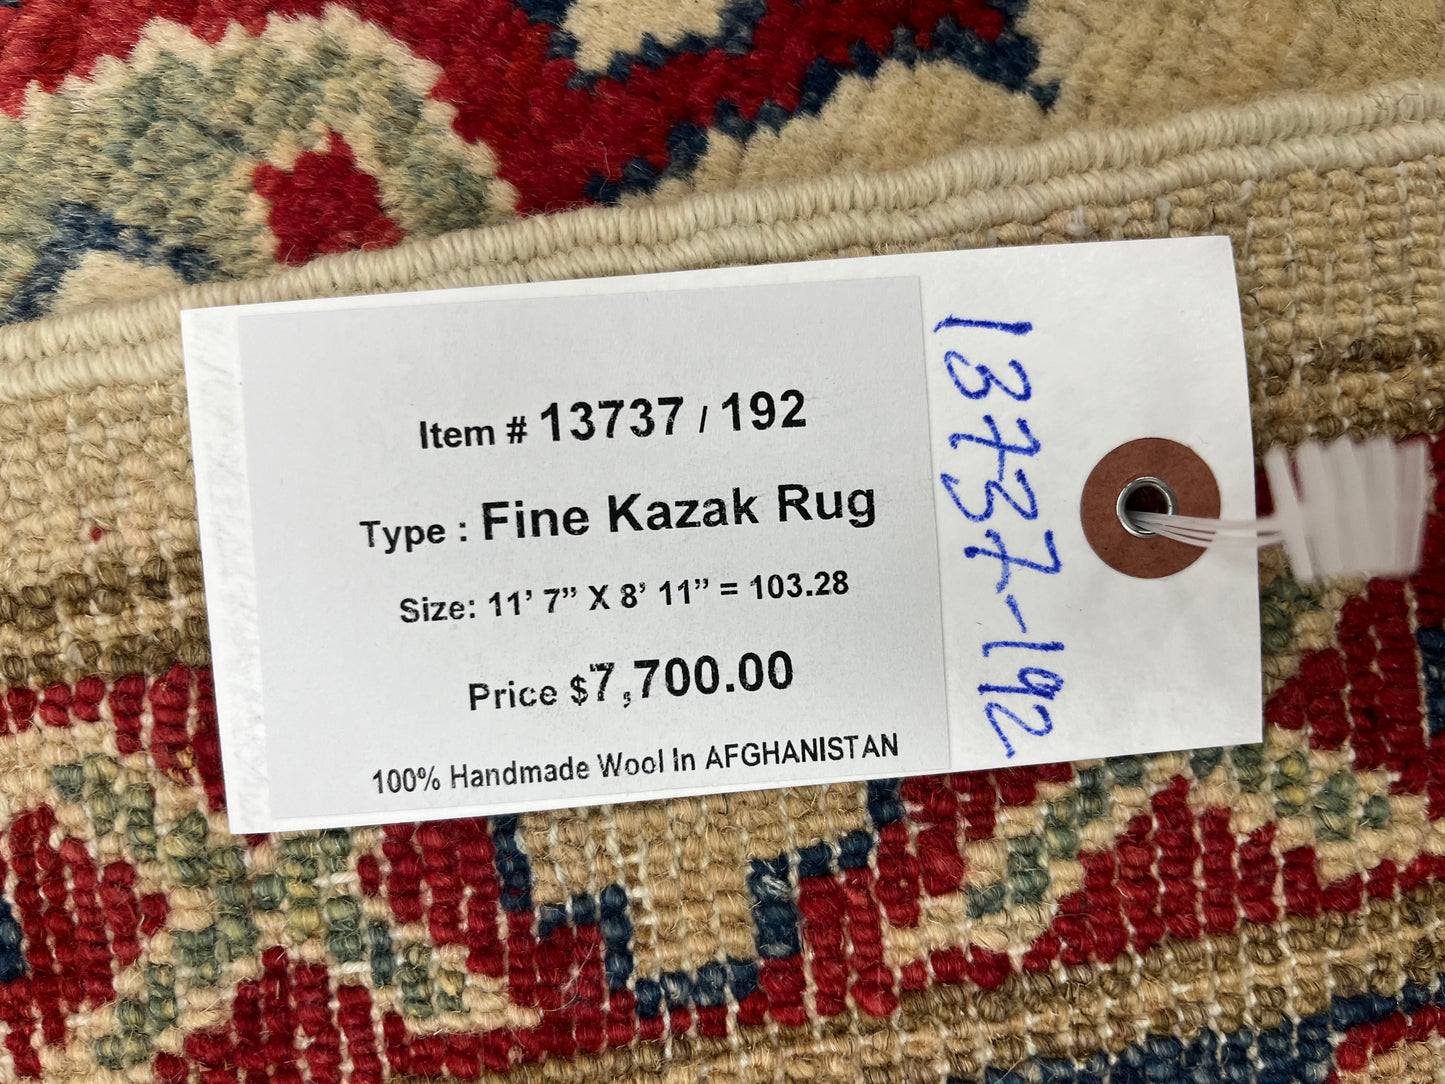 Item # 13737 / 192
Type : Fine Kazak Rug
Size: 11’ 7” X 8’ 11” = 103.28
Price $7,700.00
100% Handmade Wool In AFGHANISTAN
13737-192